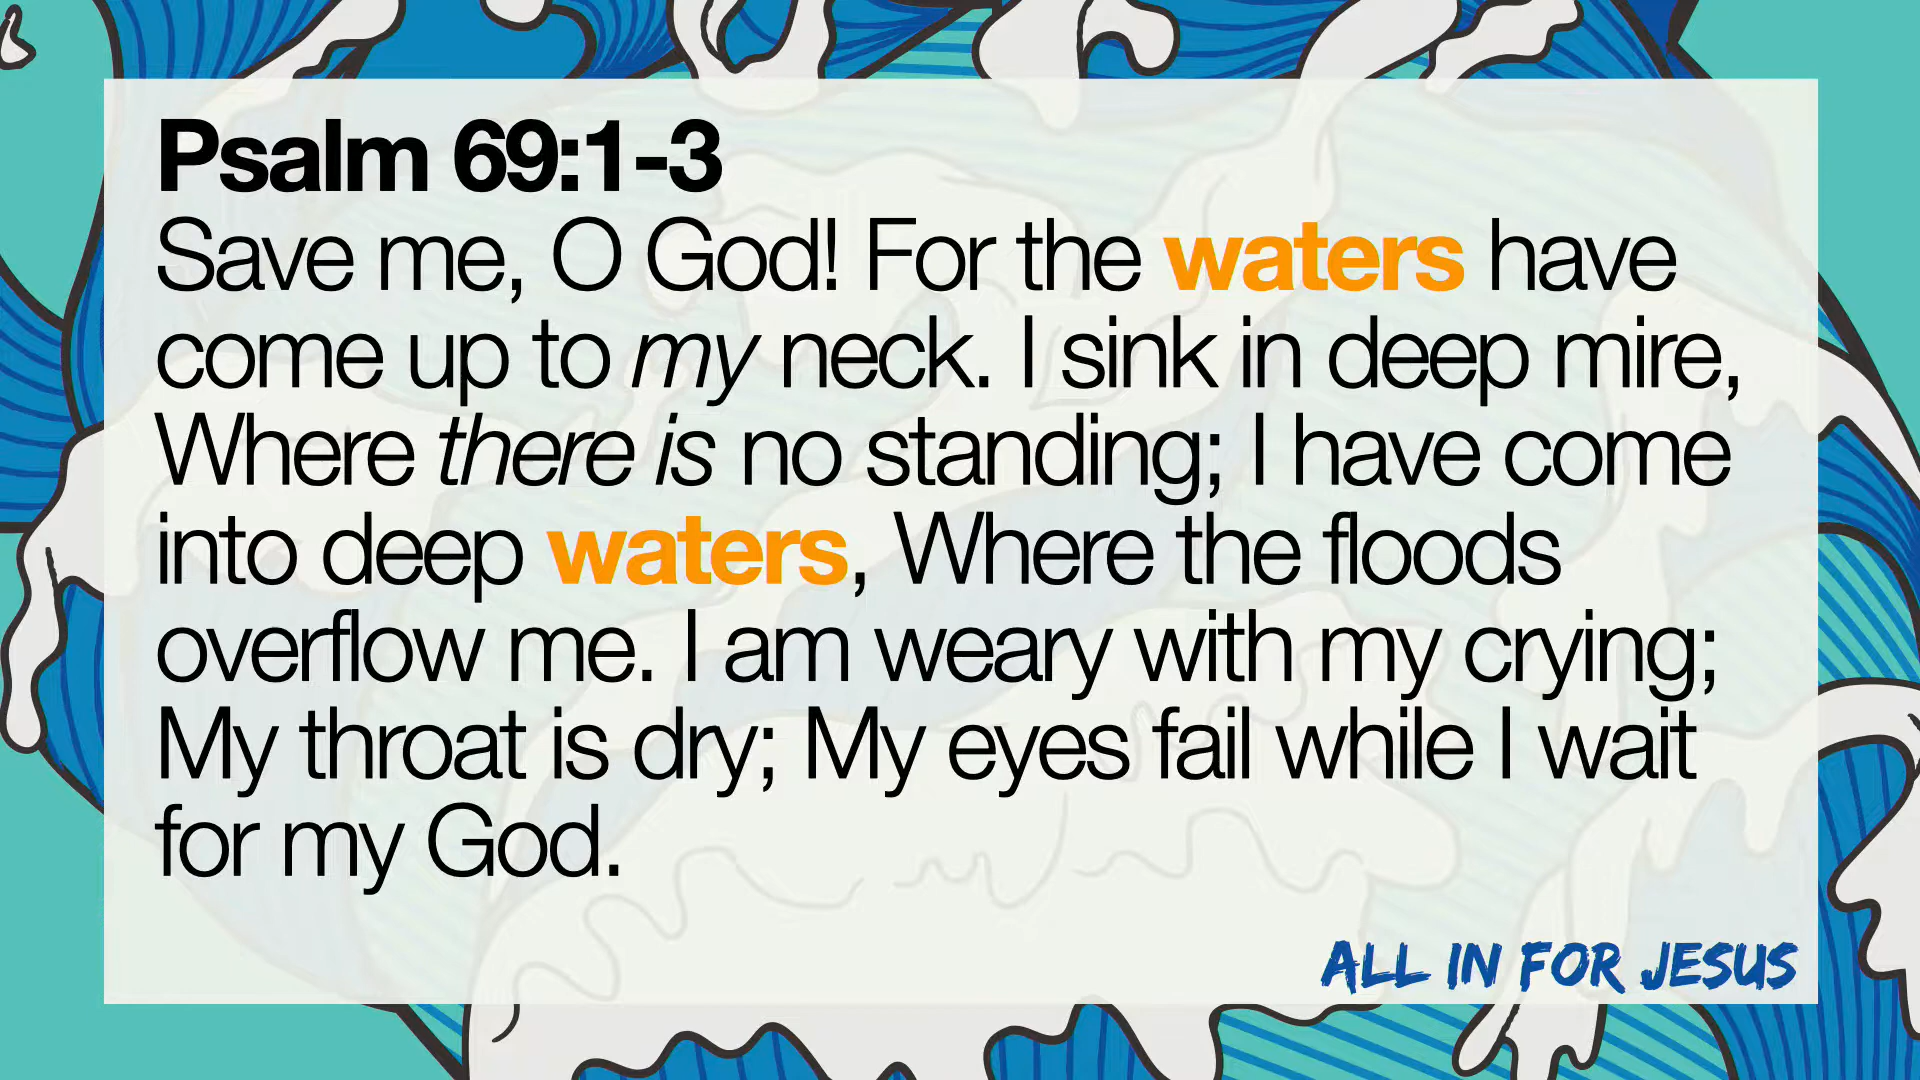 Psalm 69:1-3
Save me, O God! For the waters have
come up to my neck. I sink in deep mire,
Where there is no standing; I have come
into deep waters, Where the floods
overflow me. I am weary with my crying;
My throat is dry; My eyes fail while I wait
for my God.
ALL IN FOR JESUS